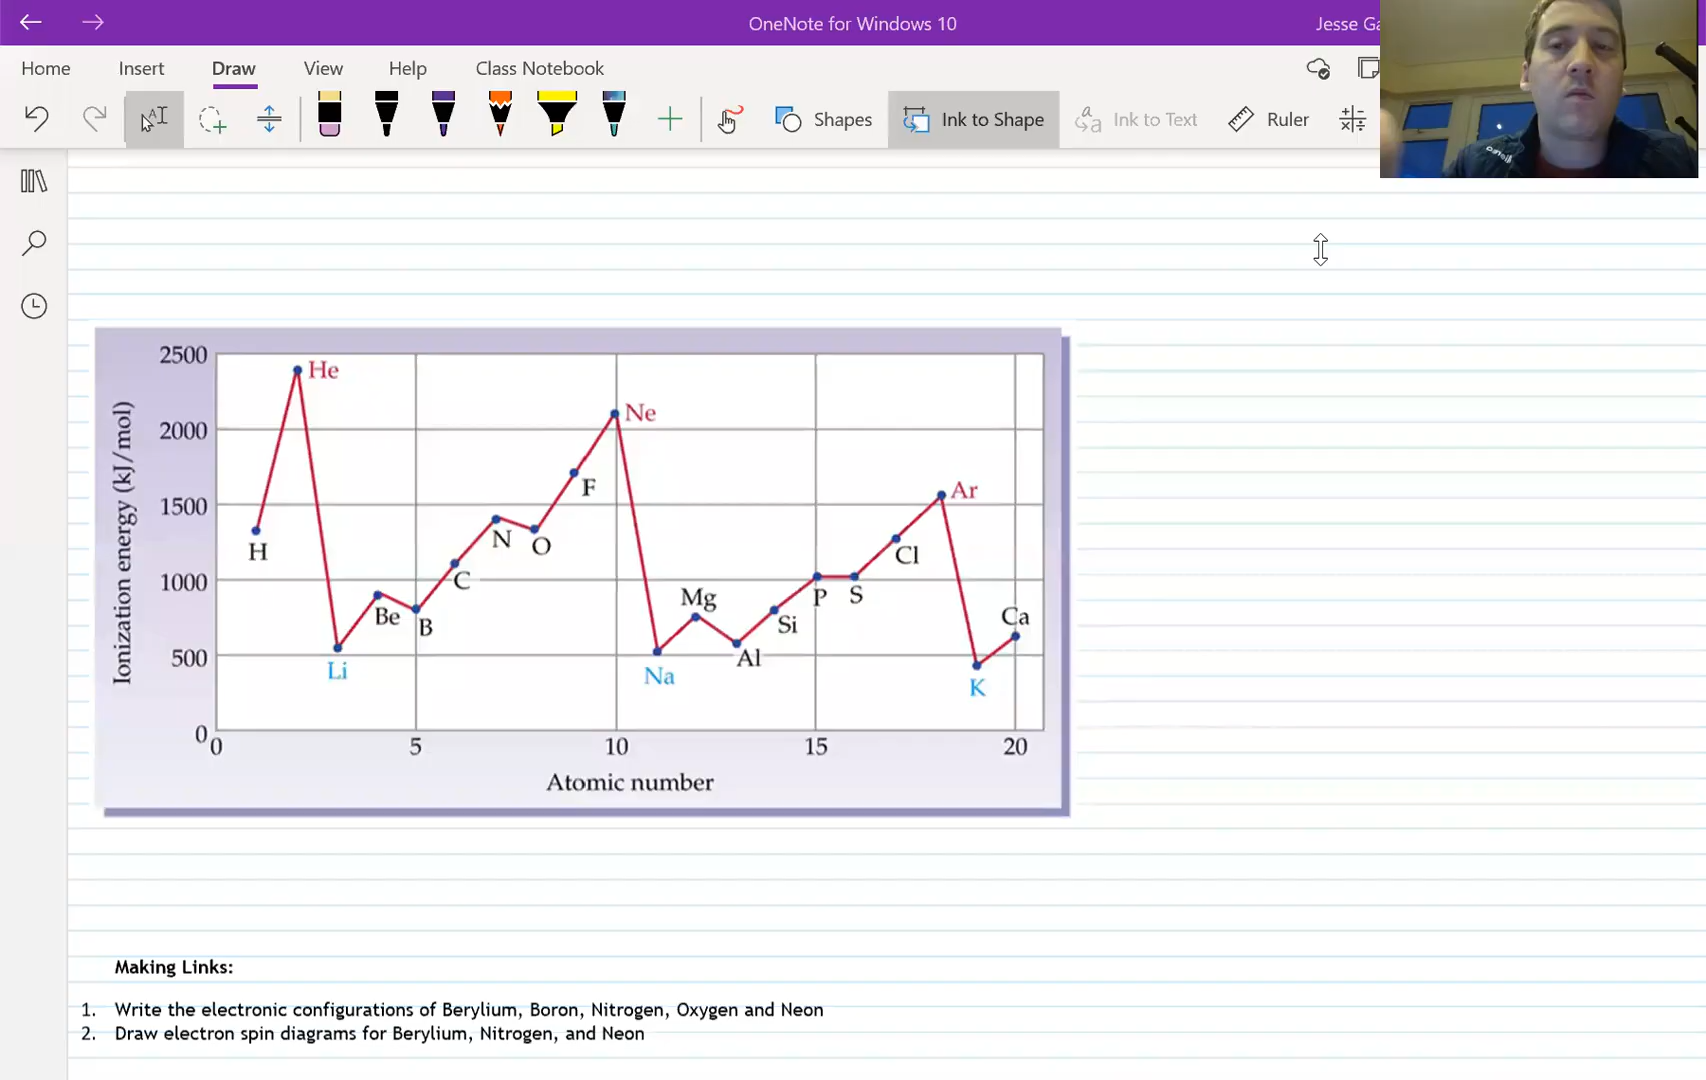 OneNote for Windows 10
Jesse Ga
Home Insert Draw View Help Class Notebook
Shapes Ink to Shape Ink to Text Ruler
2500
2000
1500
1000
500
0
Ionization energy (kJ/mol)
H
He
Li
Be
B
C
N
O
F
Ne
Na
Mg
Al
Si
P
S
Cl
Ar
K
Ca
0 5 10 15 20
Atomic number
Making Links:
1. Write the electronic configurations of Berylium, Boron, Nitrogen, Oxygen and Neon
2. Draw electron spin diagrams for Berylium, Nitrogen, and Neon